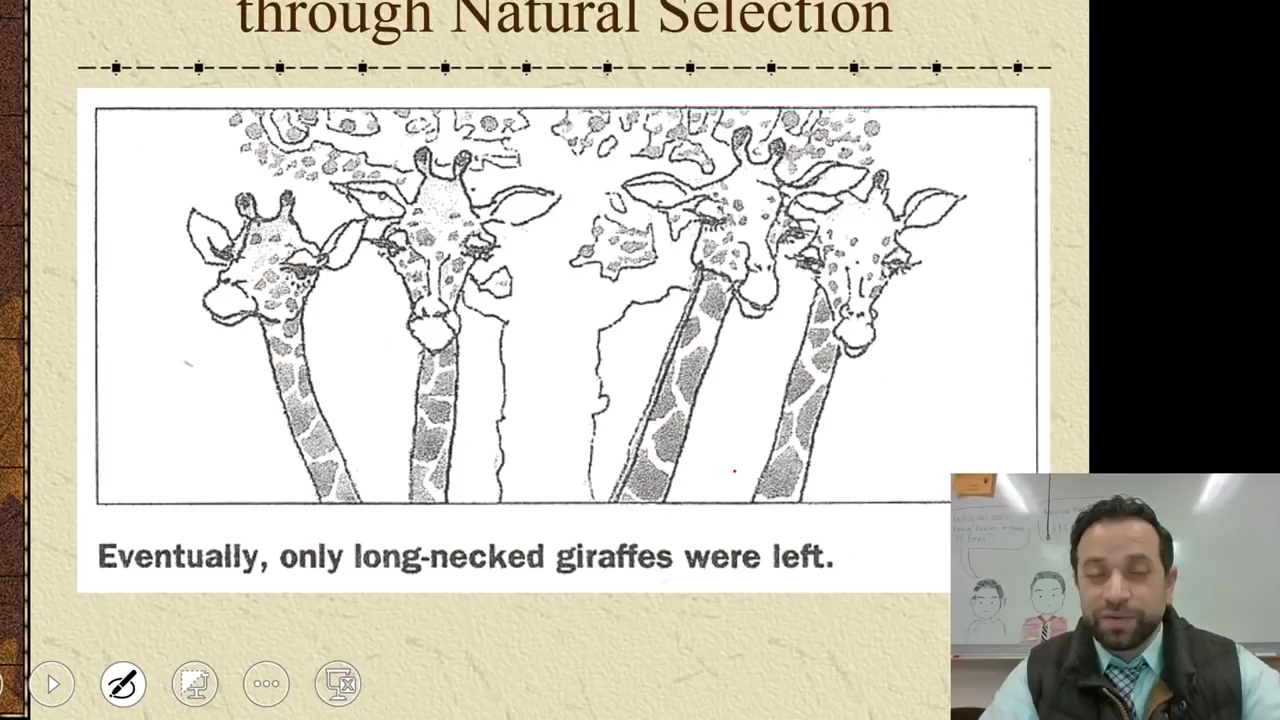 through Natural Selection
Eventually, only long-necked giraffes were left.